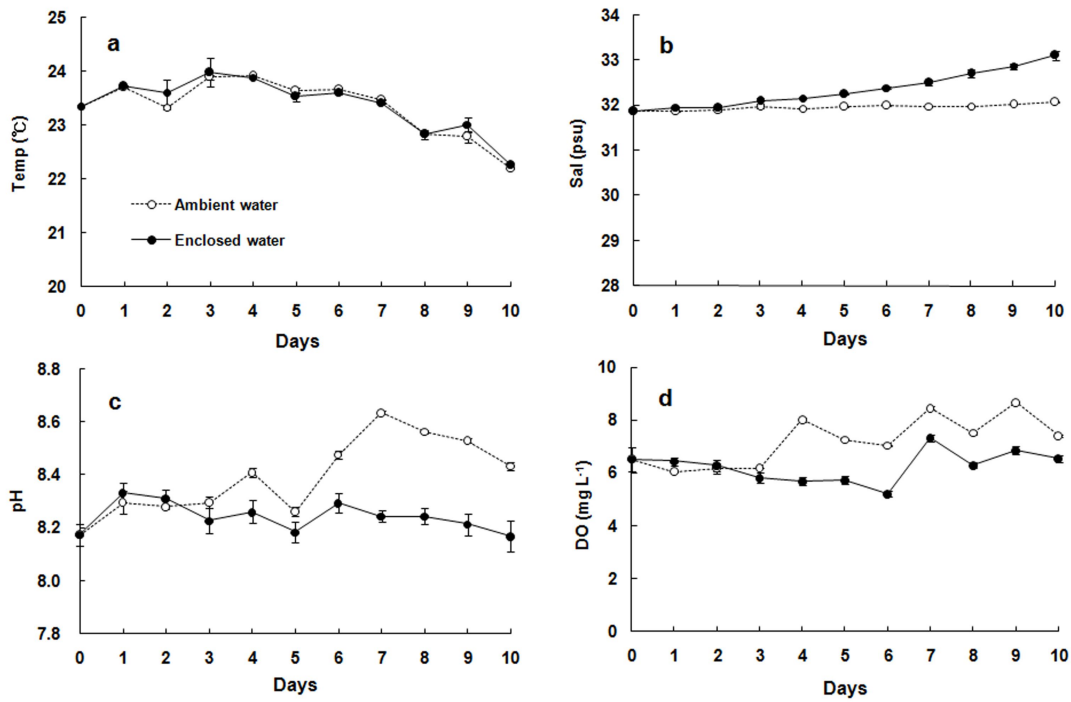 a
25
24
23
22
21
20
Temp (℃)
Ambient water
Enclosed water
0 1 2 3 4 5 6 7 8 9 10
Days
b
33
32
31
30
29
28
Sal (psu)
0 1 2 3 4 5 6 7 8 9 10
Days
c
8.8
8.6
8.4
8.2
8.0
7.8
pH
0 1 2 3 4 5 6 7 8 9 10
Days
d
10
8
6
4
2
0
DO (mg L⁻¹)
0 1 2 3 4 5 6 7 8 9 10
Days